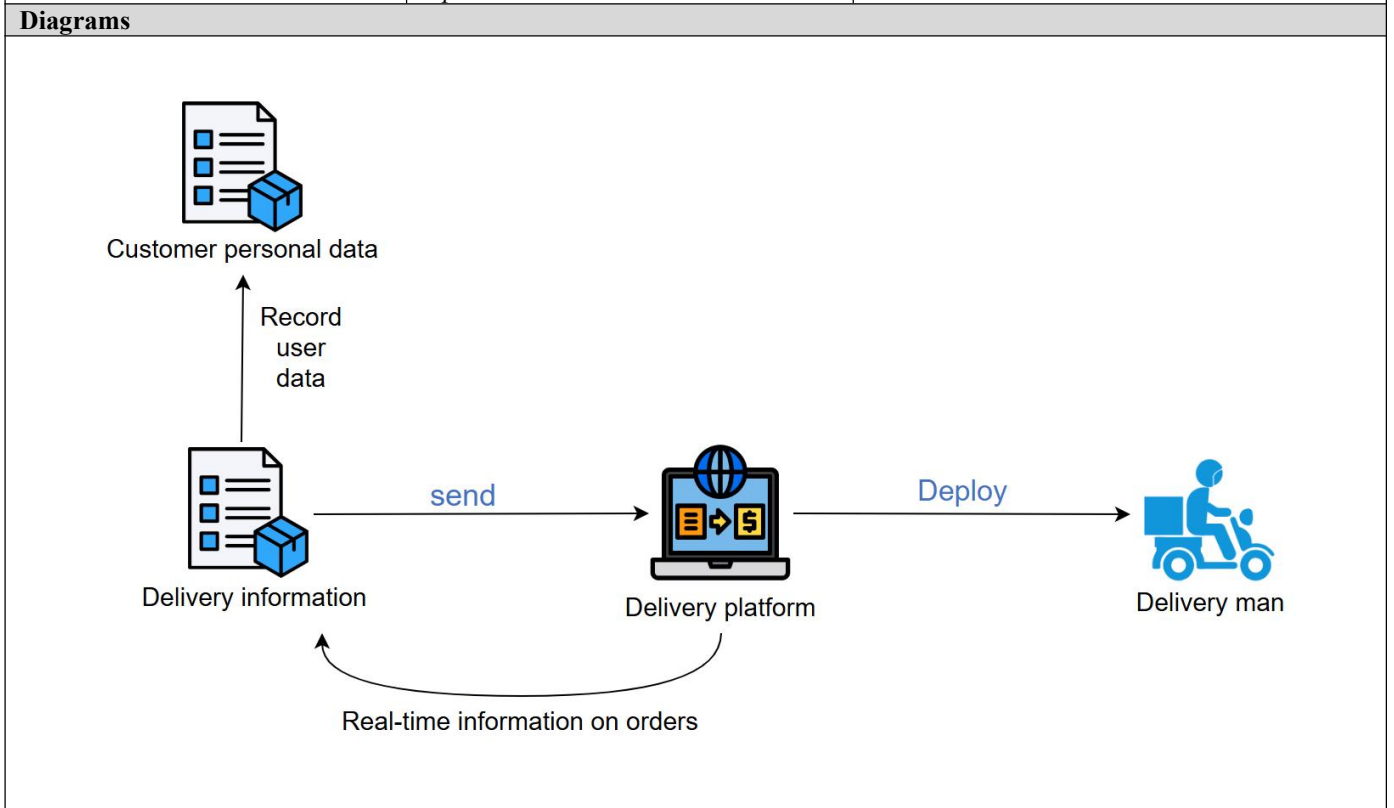 Diagrams
Customer personal data
Record
user
data
send
Deploy
Delivery information
Delivery platform
Delivery man
Real-time information on orders